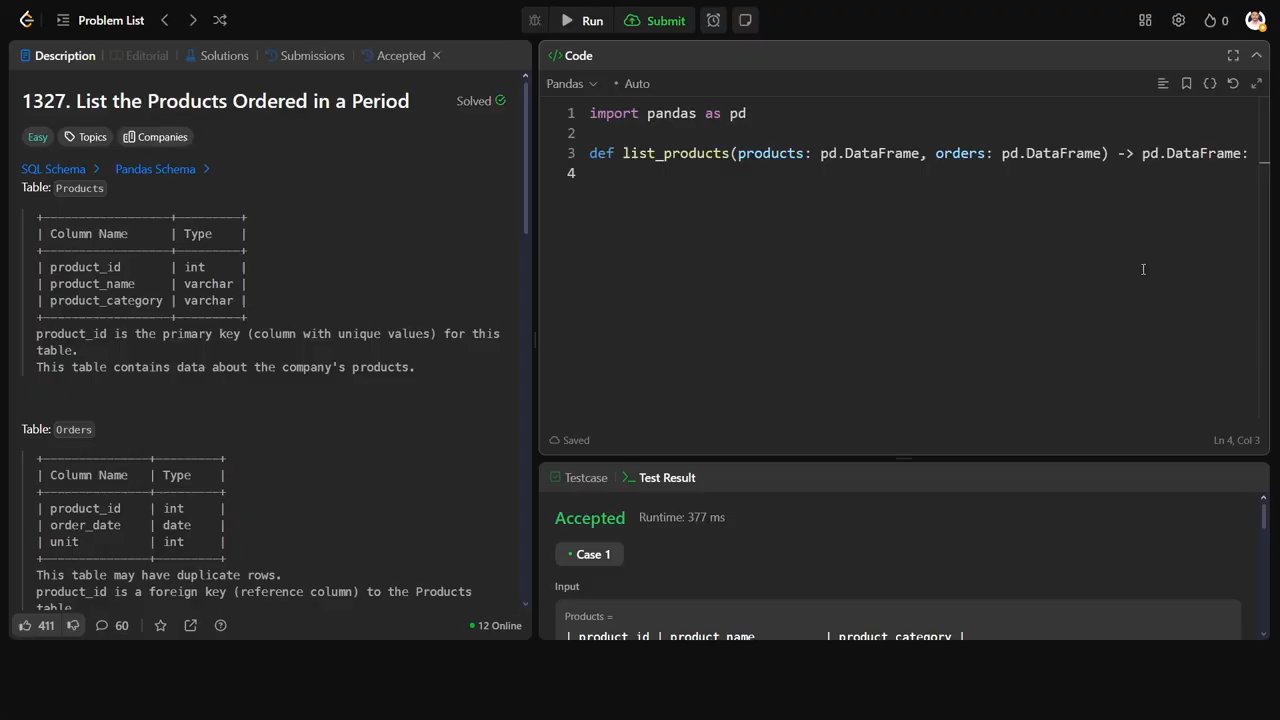 Problem List
Run
Submit
0
Description
Editorial
Solutions
Submissions
Accepted
Code
Pandas
• Auto
1327. List the Products Ordered in a Period
Solved
Easy
Topics
Companies
SQL Schema
Pandas Schema
Table: Products
+------------------+---------+
| Column Name | Type |
+------------------+---------+
| product_id | int |
| product_name | varchar |
| product_category | varchar |
+------------------+---------+
product_id is the primary key (column with unique values) for this
table.
This table contains data about the company's products.
Table: Orders
+---------------+---------+
| Column Name | Type |
+---------------+---------+
| product_id | int |
| order_date | date |
| unit | int |
+---------------+---------+
This table may have duplicate rows.
product_id is a foreign key (reference column) to the Products
table
411
60
12 Online
1 import pandas as pd
2
3 def list_products(products: pd.DataFrame, orders: pd.DataFrame) -> pd.DataFrame:
4
Saved
Ln 4, Col 3
Testcase
Test Result
Accepted
Runtime: 377 ms
• Case 1
Input
Products =
| product_id | product_name | product_category |